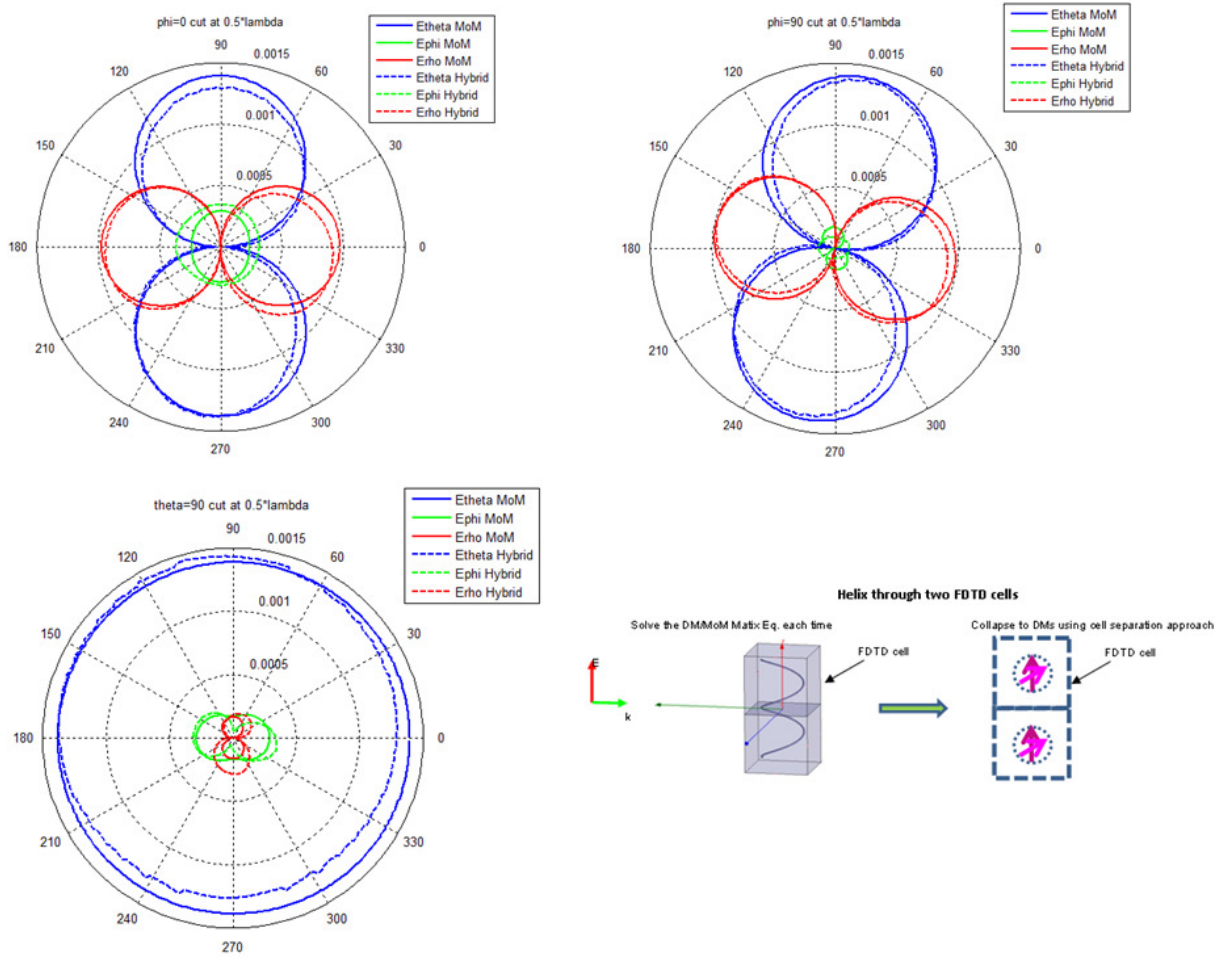 phi=0 cut at 0.5*lambda
90
0.0015
120
60
0.001
150
30
0.0005
180
0
210
330
240
300
270
Etheta MoM
Ephi MoM
Erho MoM
Etheta Hybrid
Ephi Hybrid
Erho Hybrid
phi=90 cut at 0.5*lambda
90
0.0015
120
60
0.001
150
30
0.0005
180
0
210
330
240
300
270
Etheta MoM
Ephi MoM
Erho MoM
Etheta Hybrid
Ephi Hybrid
Erho Hybrid
theta=90 cut at 0.5*lambda
90
0.0015
120
60
0.001
150
30
0.0005
180
0
210
330
240
300
270
Etheta MoM
Ephi MoM
Erho MoM
Etheta Hybrid
Ephi Hybrid
Erho Hybrid
Helix through two FDTD cells
Solve the DM/MoM Matix Eq. each time
Collapse to DMs using cell separation approach
FDTD cell
FDTD cell
E
k